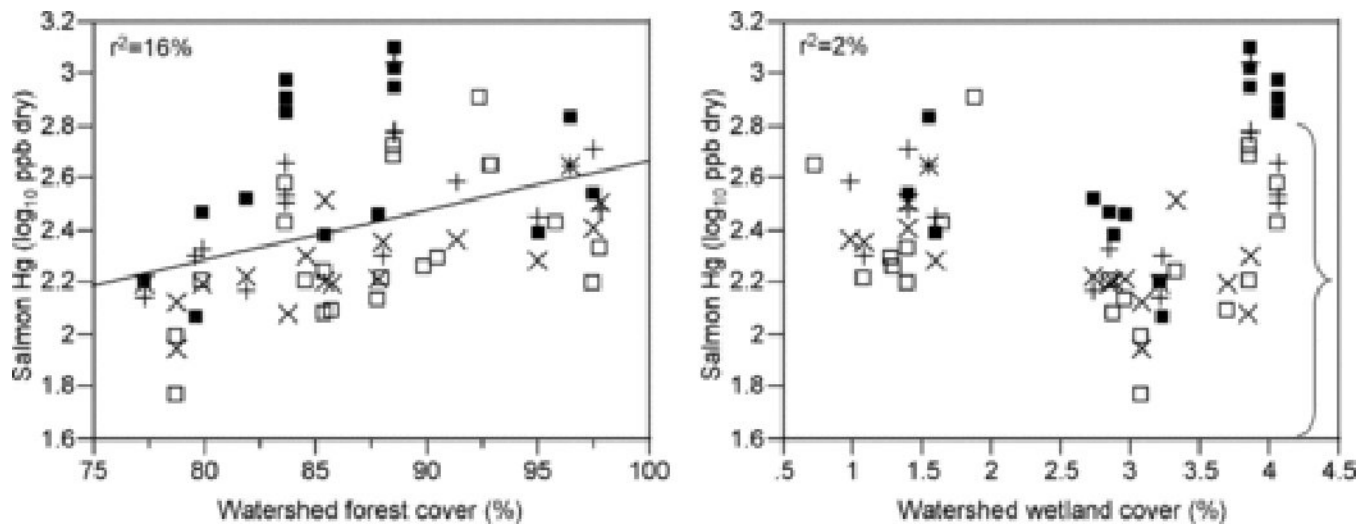 r²=16%
3.2
3
2.8
2.6
2.4
2.2
2
1.8
1.6
Salmon Hg (log₁₀ ppb dry)
75 80 85 90 95 100
Watershed forest cover (%)
r²=2%
3.2
3
2.8
2.6
2.4
2.2
2
1.8
1.6
Salmon Hg (log₁₀ ppb dry)
.5 1 1.5 2 2.5 3 3.5 4 4.5
Watershed wetland cover (%)